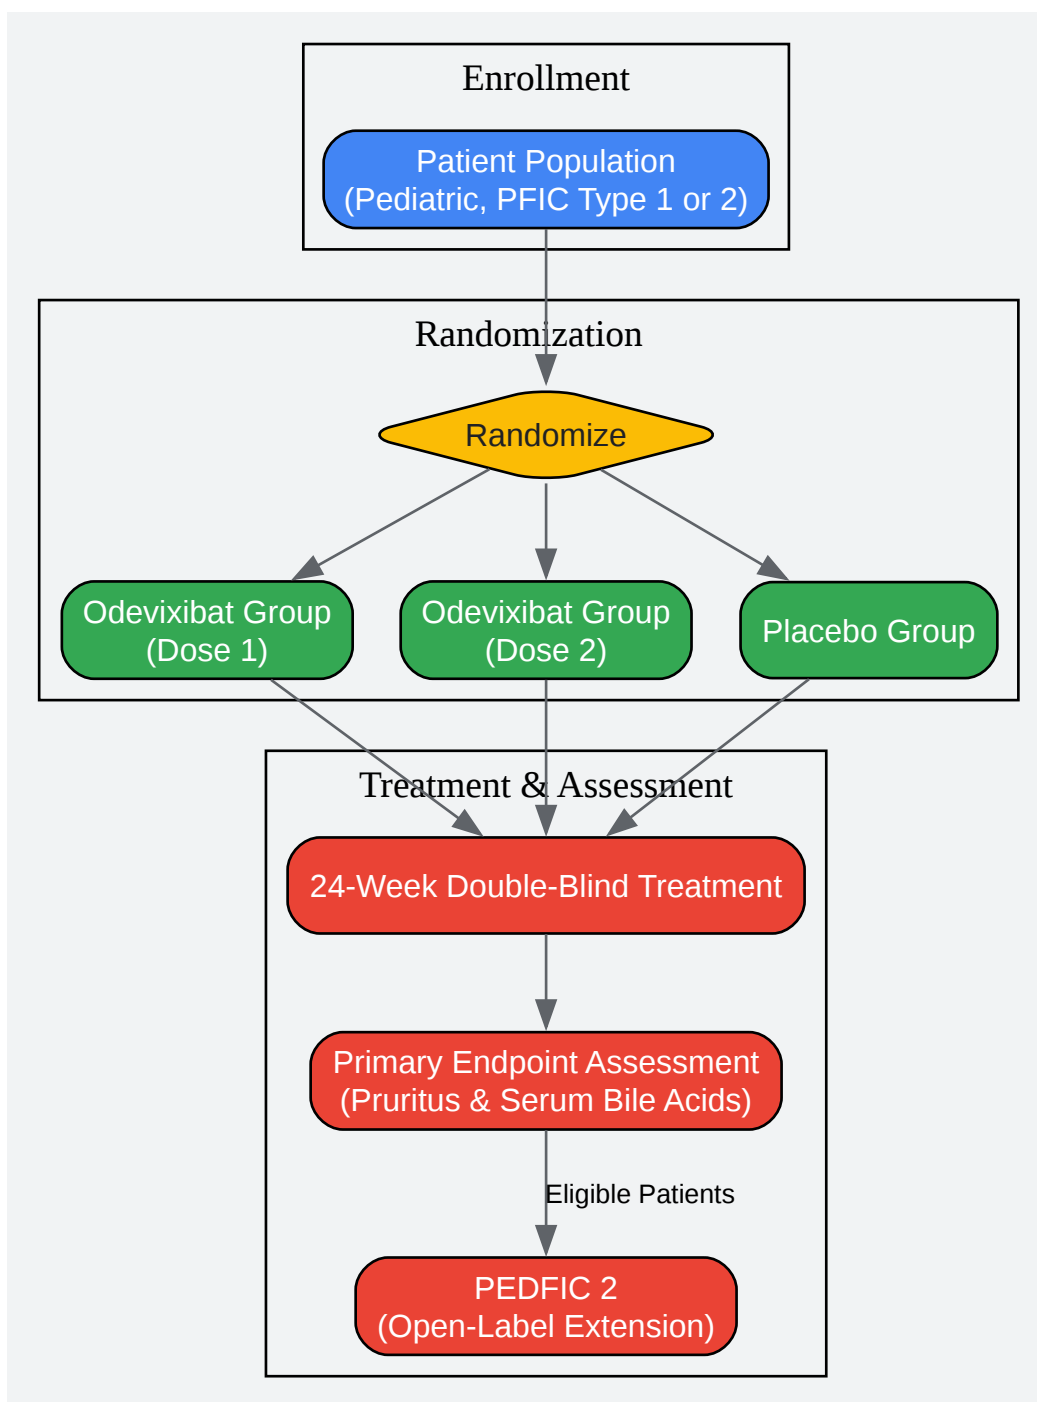 Enrollment
Patient Population
(Pediatric, PFIC Type 1 or 2)
Randomization
Randomize
Odevixibat Group
(Dose 1)
Odevixibat Group
(Dose 2)
Placebo Group
Treatment & Assessment
24-Week Double-Blind Treatment
Primary Endpoint Assessment
(Pruritus & Serum Bile Acids)
Eligible Patients
PEDFIC 2
(Open-Label Extension)